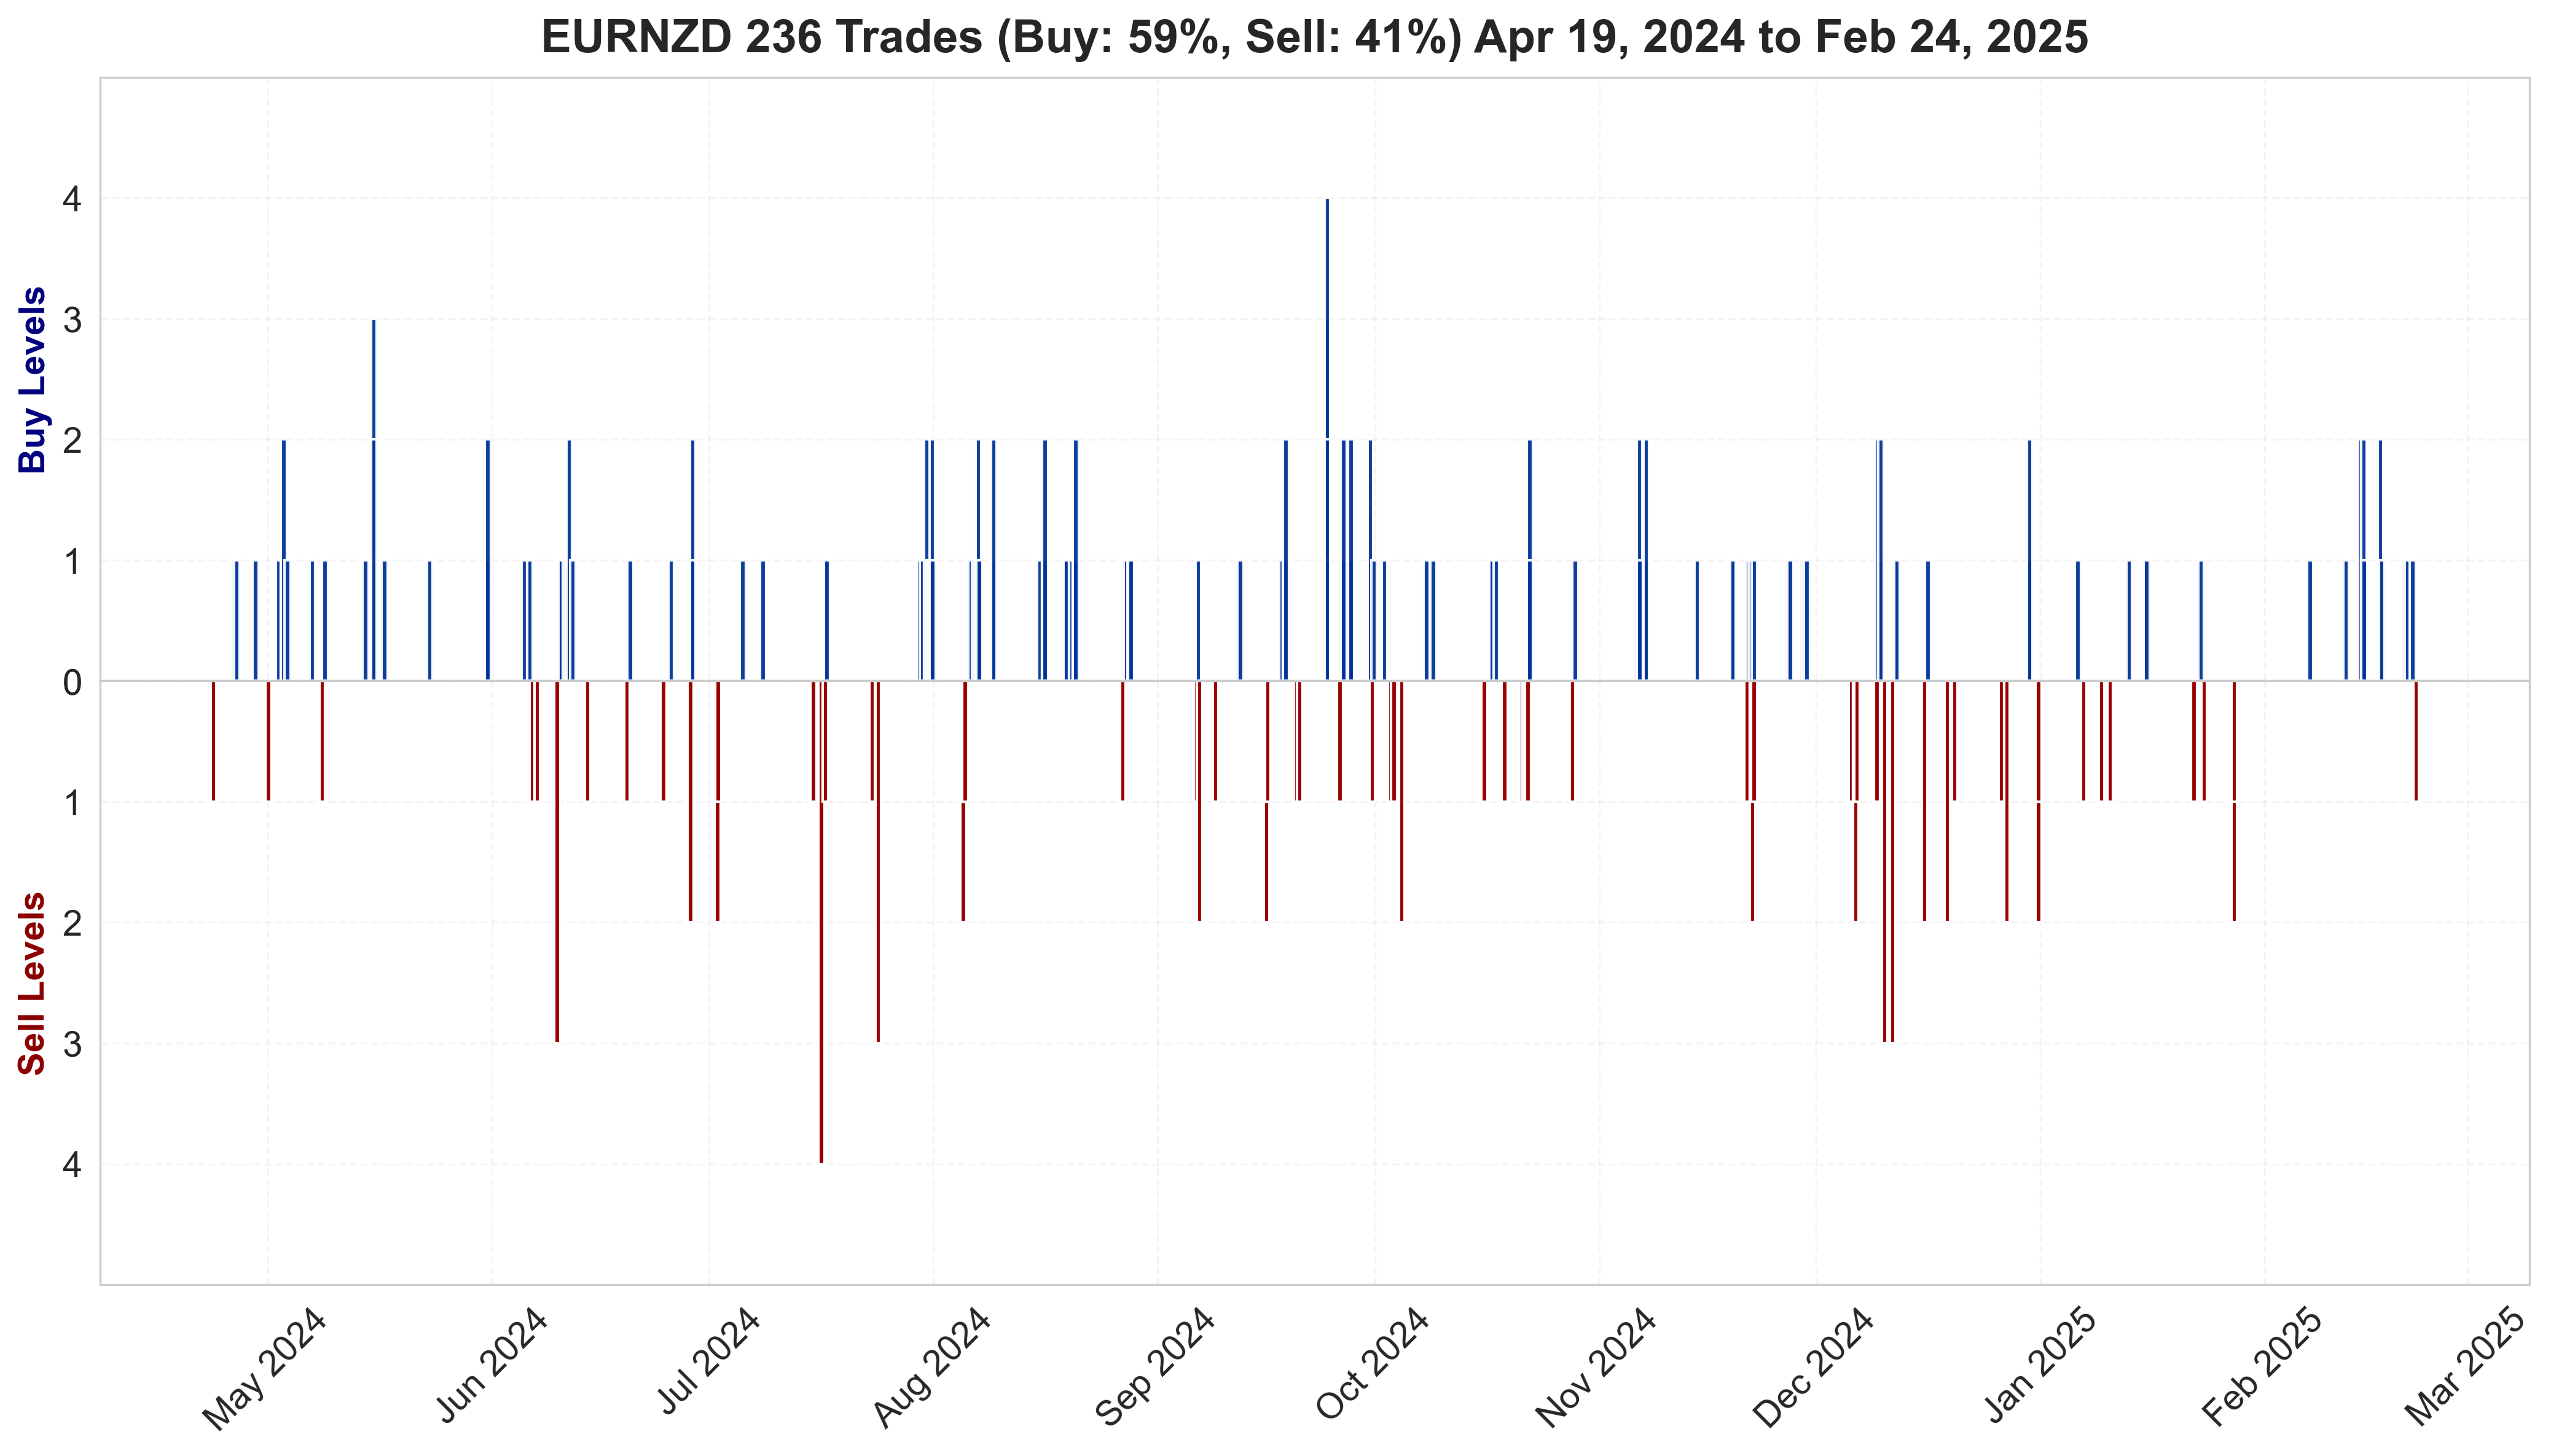 EURNZD 236 Trades (Buy: 59%, Sell: 41%) Apr 19, 2024 to Feb 24, 2025
Buy Levels
Sell Levels
4
3
2
1
0
1
2
3
4
May 2024
Jun 2024
Jul 2024
Aug 2024
Sep 2024
Oct 2024
Nov 2024
Dec 2024
Jan 2025
Feb 2025
Mar 2025